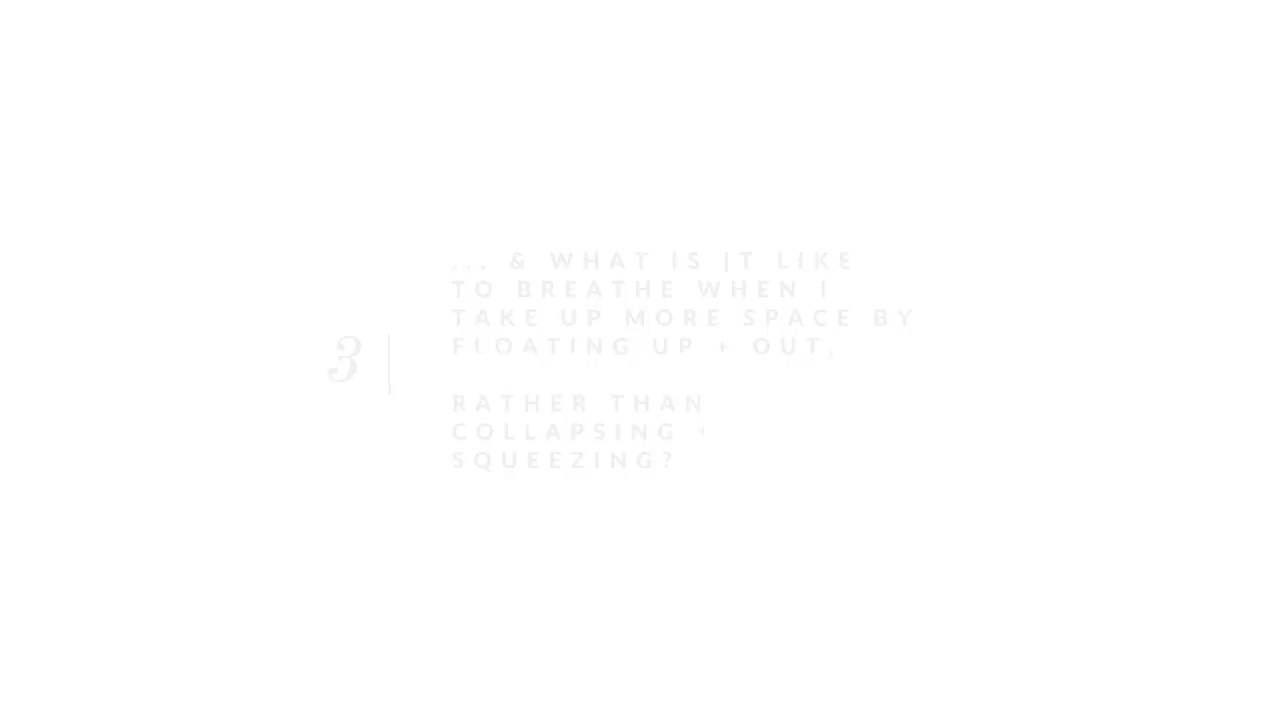 ... & WHAT IS IT LIKE
TO BREATHE WHEN I
TAKE UP MORE SPACE BY
FLOATING UP + OUT,
3
RATHER THAN
COLLAPSING +
SQUEEZING?